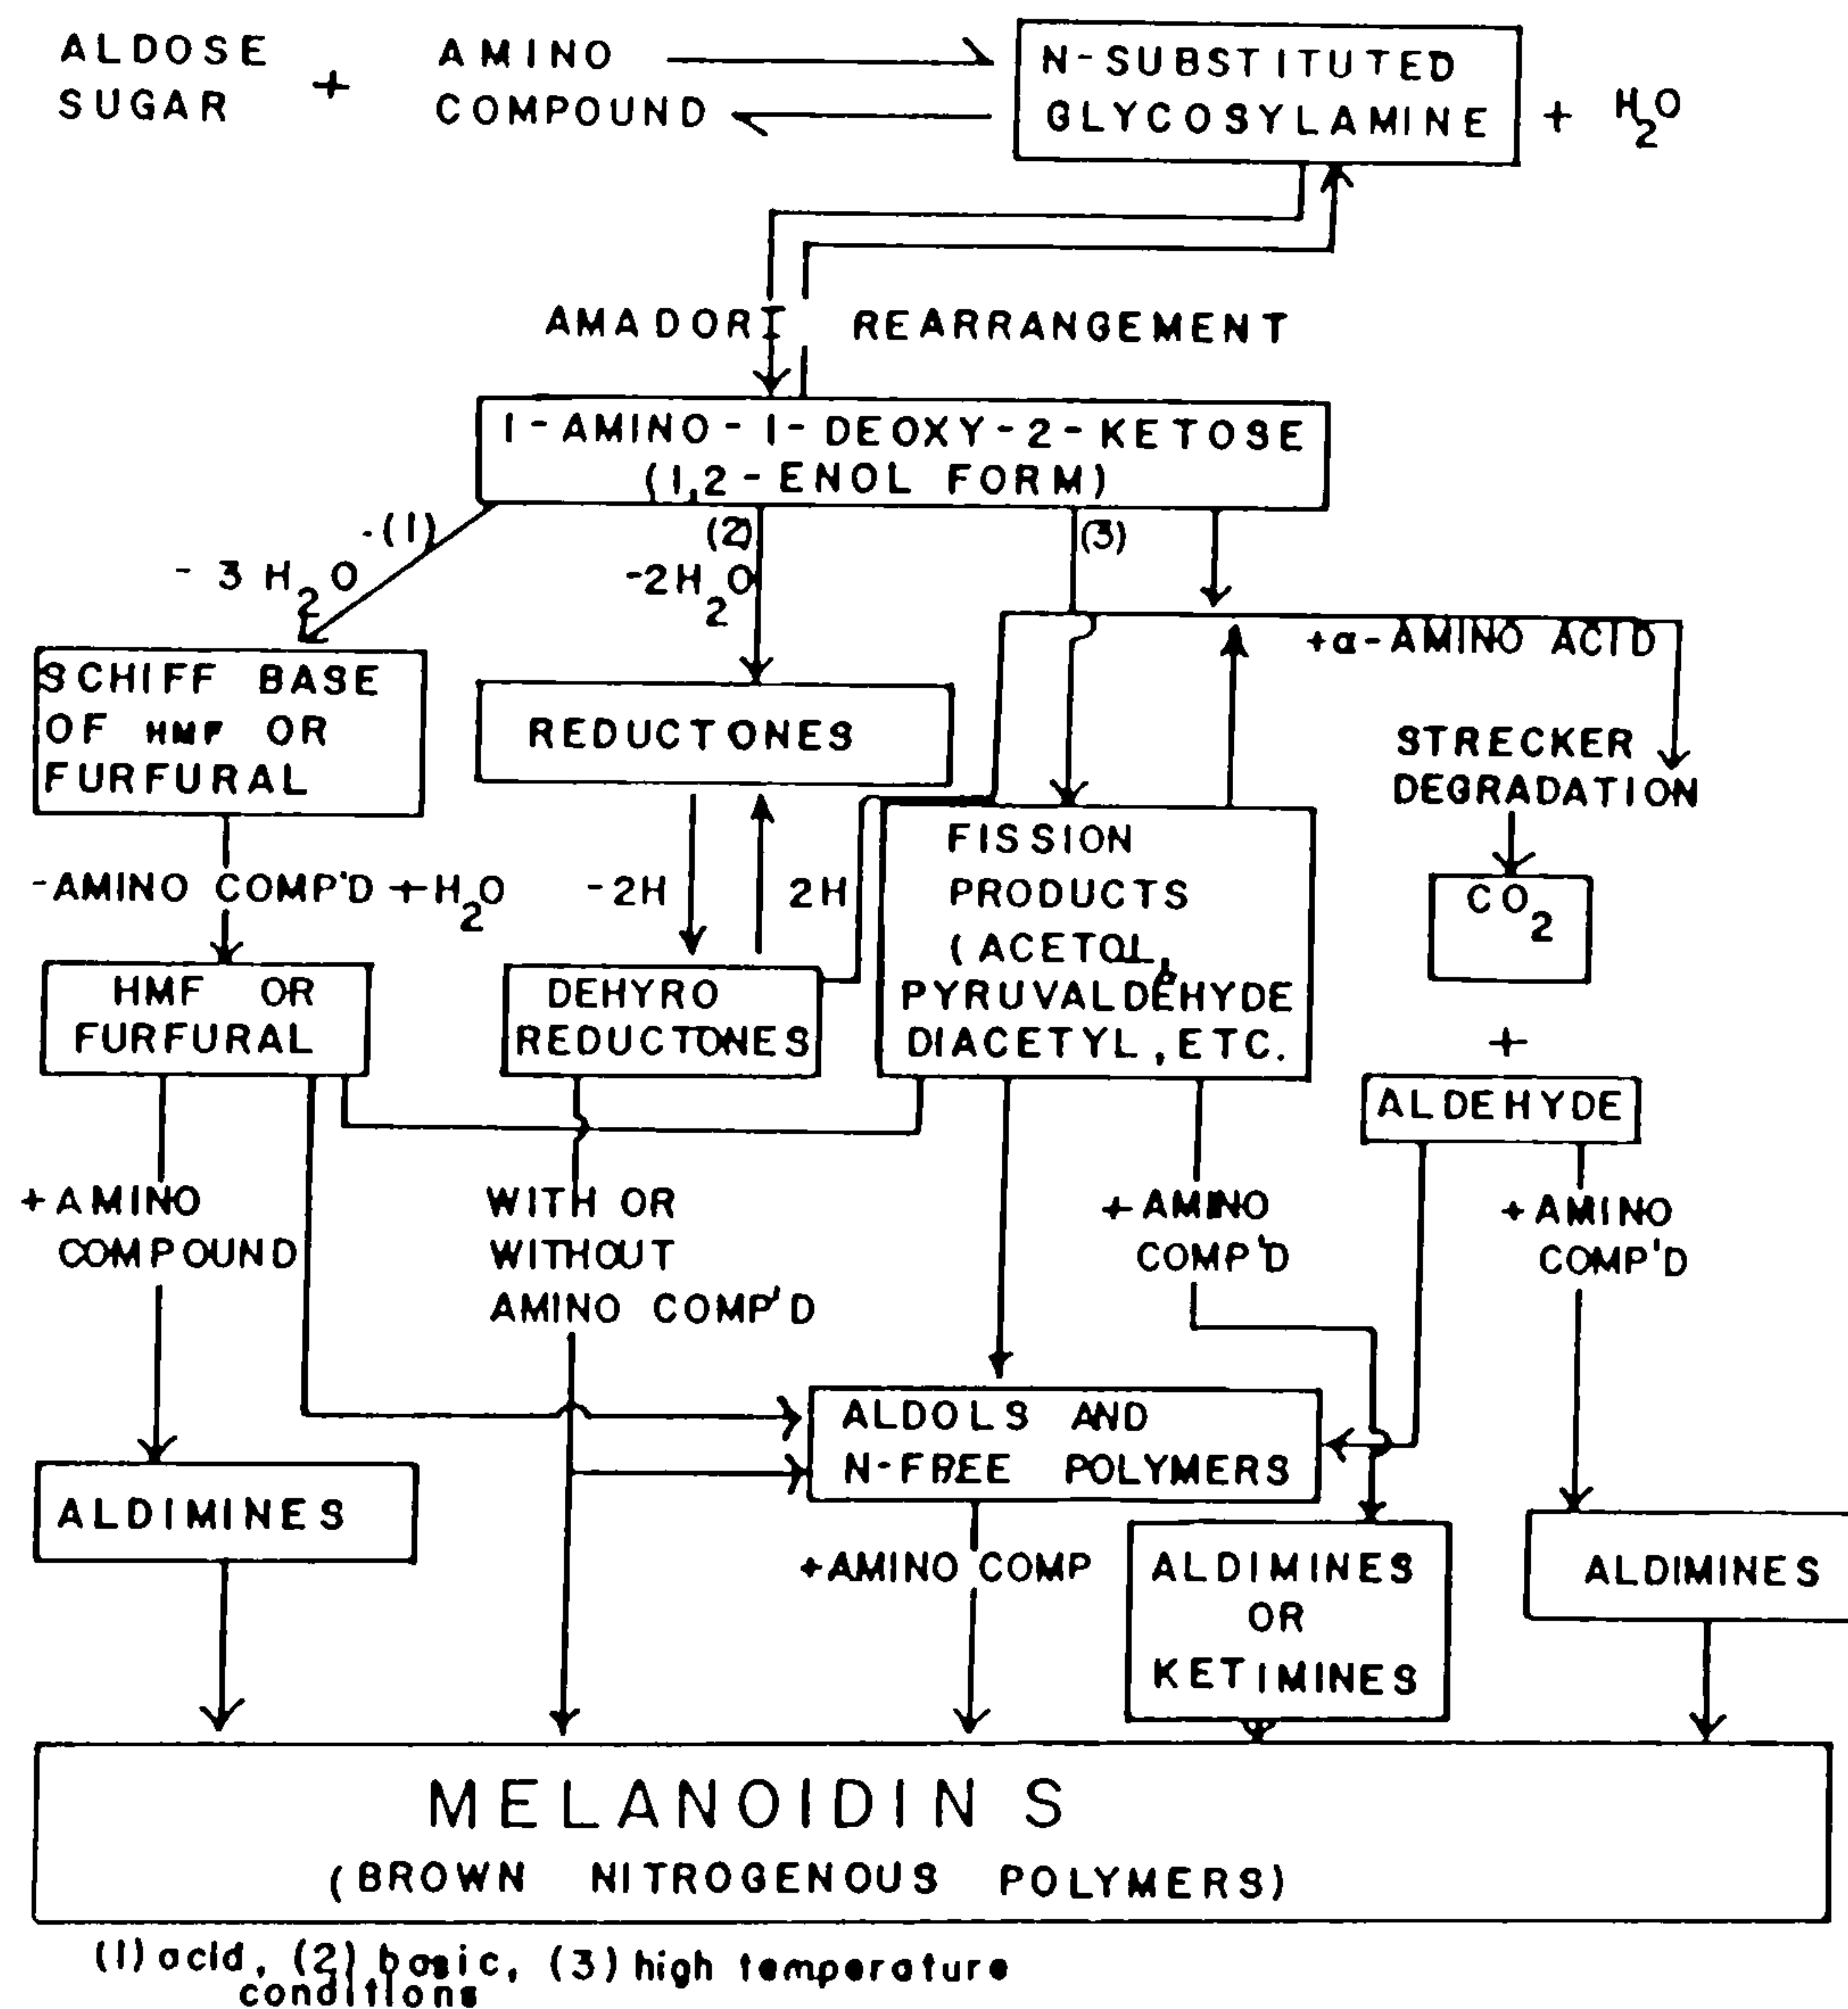 ALDOSE SUGAR + AMINO COMPOUND
N-SUBSTITUTED
GLYCOSYLAMINE + H2O
AMADORI REARRANGEMENT
1-AMINO-1-DEOXY-2-KETOSE
(1,2-ENOL FORM)
-(1)
- 3 H2O
(2)
-2H2O
(3)
+α-AMINO ACID
SCHIFF BASE
OF HMF OR
FURFURAL
REDUCTONES
STRECKER
DEGRADATION
-AMINO COMP'D +H2O
-2H
2H
FISSION
PRODUCTS
(ACETOL,
PYRUVALDEHYDE
DIACETYL, ETC.
CO2
+
HMF OR
FURFURAL
DEHYRO
REDUCTONES
ALDEHYDE
+AMINO
COMPOUND
WITH OR
WITHOUT
AMINO COMP'D
+AMINO
COMP'D
+AMINO
COMP'D
ALDOLS AND
N-FREE POLYMERS
ALDIMINES
+AMINO COMP
ALDIMINES
OR
KETIMINES
ALDIMINES
MELANOIDINS
(BROWN NITROGENOUS POLYMERS)
(1) acid, (2) basic, (3) high temperature
conditions